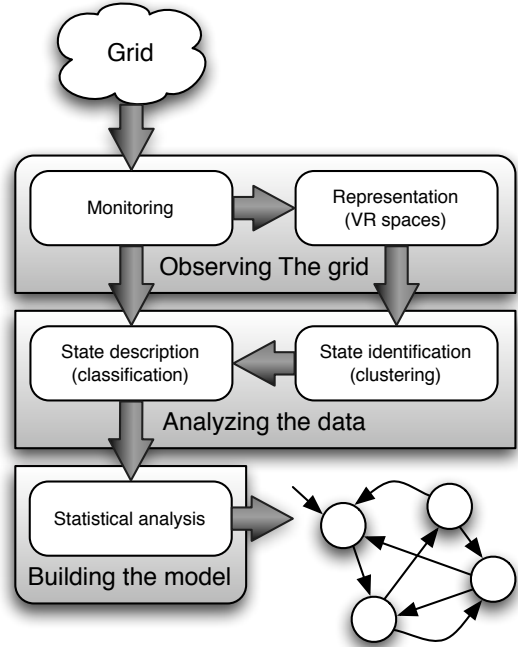 Grid
Monitoring
Representation
(VR spaces)
Observing The grid
State description
(classification)
State identification
(clustering)
Analyzing the data
Statistical analysis
Building the model